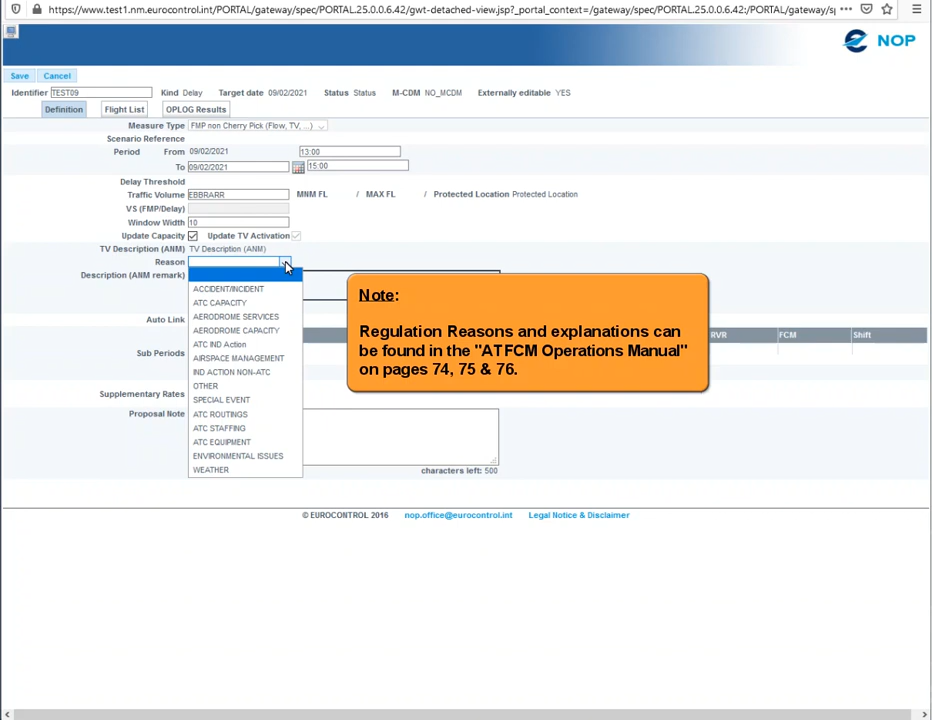 https://www.test1.nm.eurocontrol.int/PORTAL/gateway/spec/PORTAL.25.0.0.6.42/gwt-detached-view.jsp?_portal_context=/gateway/spec/PORTAL.25.0.0.6.42:/PORTAL/gateway/s
NOP
Save Cancel
Identifier TEST09 Kind Delay Target date 09/02/2021 Status Status M-CDM NO_MCDM Externally editable YES
Definition Flight List OPLOG Results
Measure Type FMP non Cherry Pick (Flow, TV, ...)
Scenario Reference
Period From 09/02/2021 13:00
To 09/02/2021 15:00
Delay Threshold
Traffic Volume EBBRARR MNM FL / MAX FL / Protected Location Protected Location
VS (FMP/Delay)
Window Width 10
Update Capacity Update TV Activation
TV Description (ANM) TV Description (ANM)
Reason
Description (ANM remark)
ACCIDENT/INCIDENT
ATC CAPACITY
AERODROME SERVICES
AERODROME CAPACITY
ATC IND Action
AIRSPACE MANAGEMENT
IND ACTION NON-ATC
OTHER
SPECIAL EVENT
ATC ROUTINGS
ATC STAFFING
ATC EQUIPMENT
ENVIRONMENTAL ISSUES
WEATHER
Note:
Regulation Reasons and explanations can
be found in the "ATFCM Operations Manual"
on pages 74, 75 & 76.
Auto Link
RVR FCM Shift
Sub Periods
Supplementary Rates
Proposal Note
characters left: 500
© EUROCONTROL 2016 nop.office@eurocontrol.int Legal Notice & Disclaimer